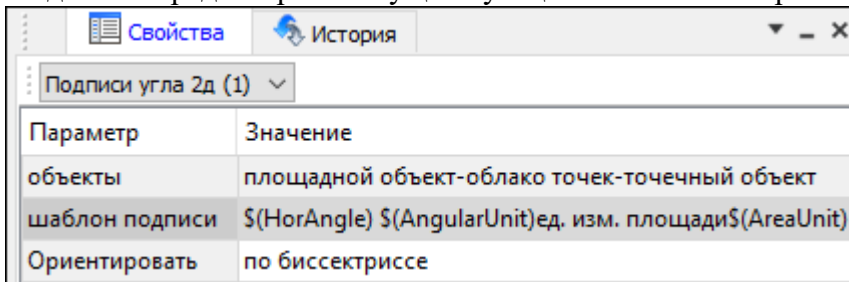 Свойства История
Подписи угла 2д (1)
Параметр Значение
объекты площадной объект-облако точек-точечный объект
шаблон подписи $(HorAngle) $(AngularUnit)ед. изм. площади$(AreaUnit)
Ориентировать по биссектриссе